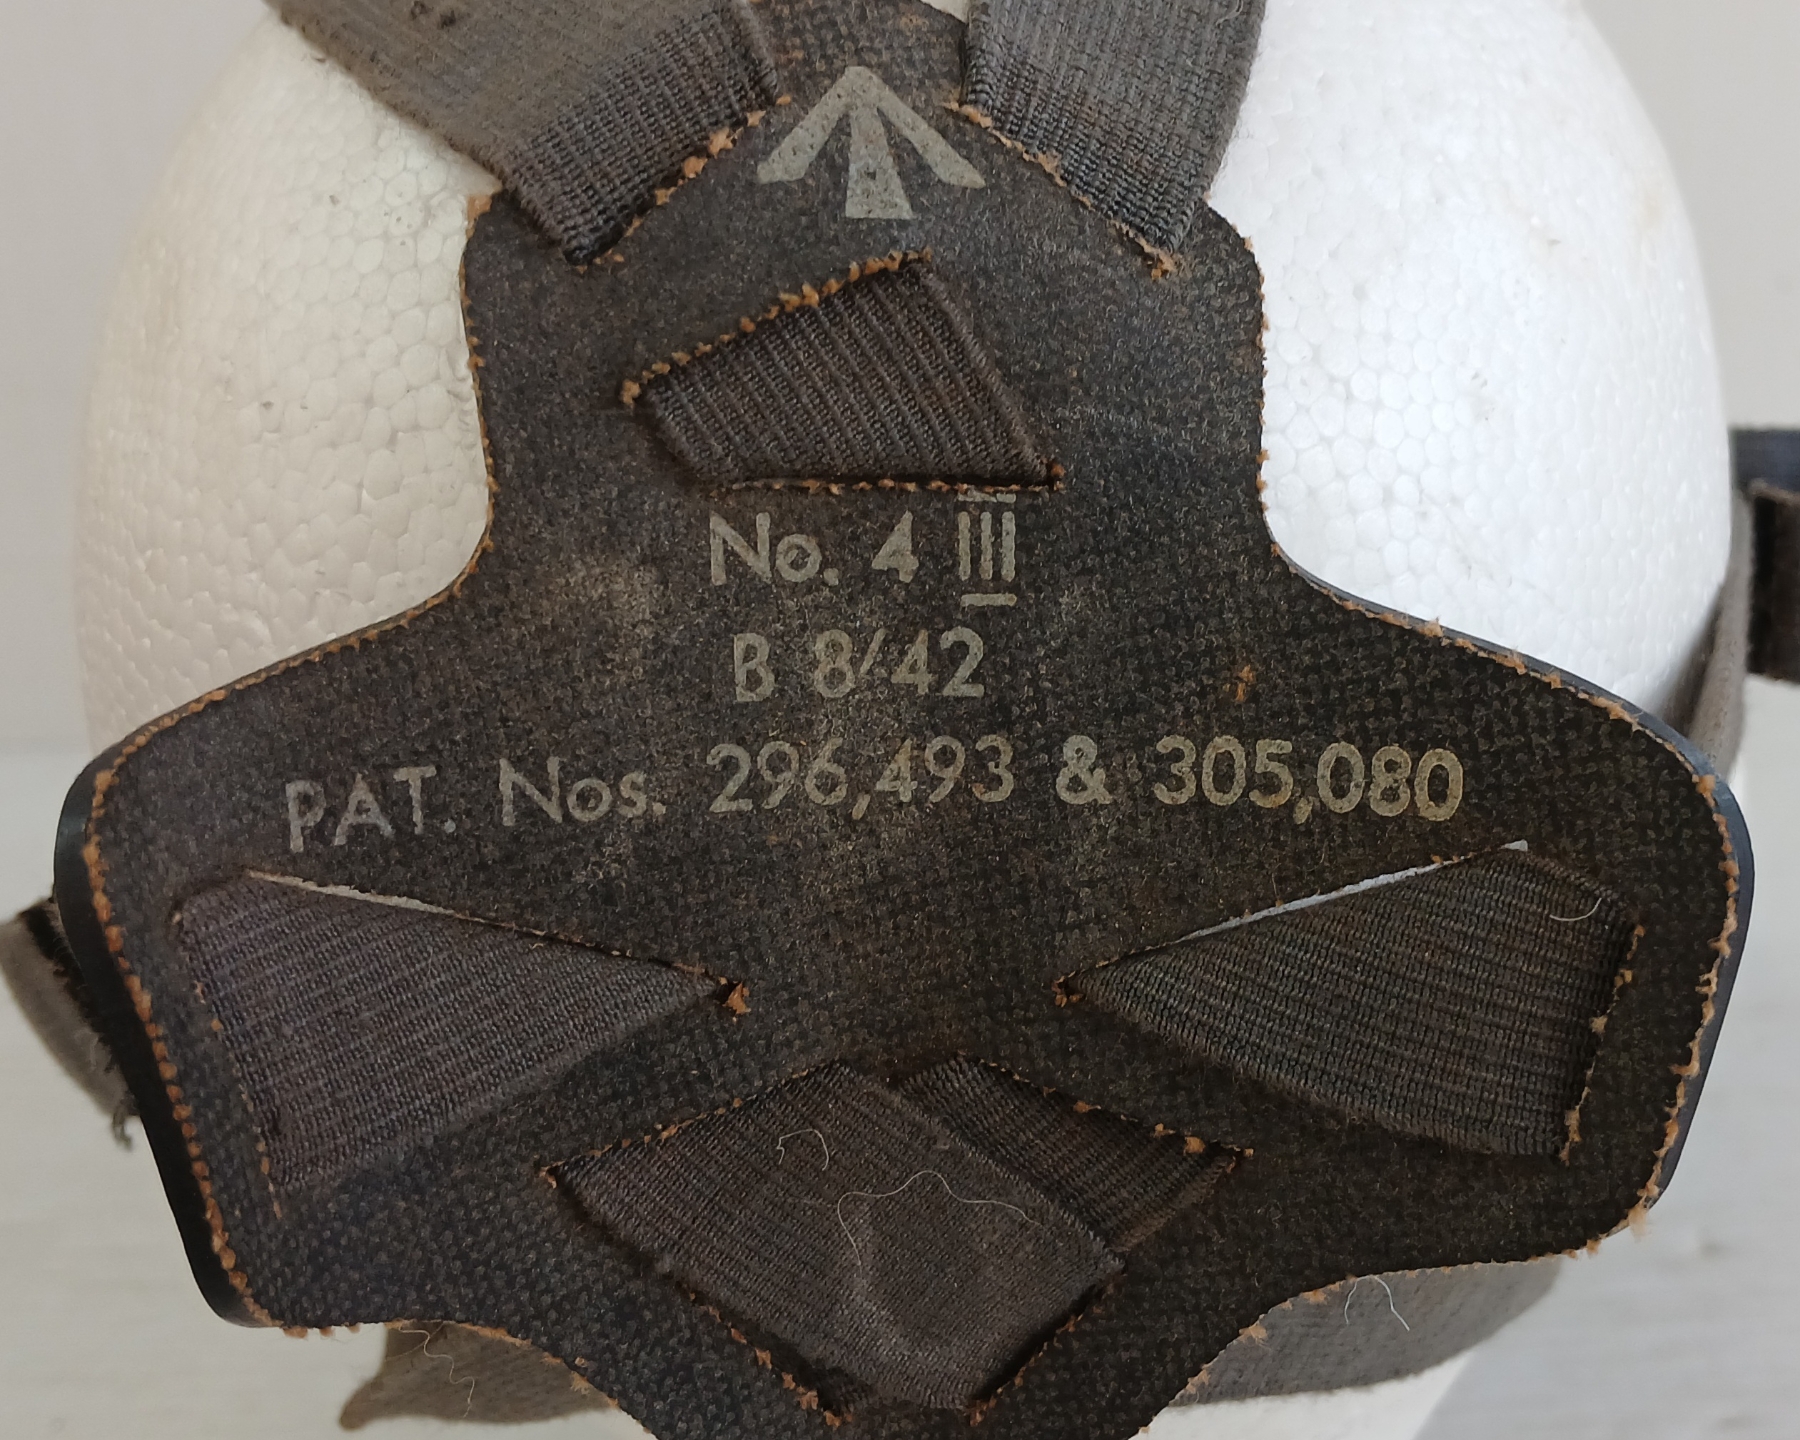 No. 4 III
B 8/42
PAT. Nos. 296,493 & 305,080